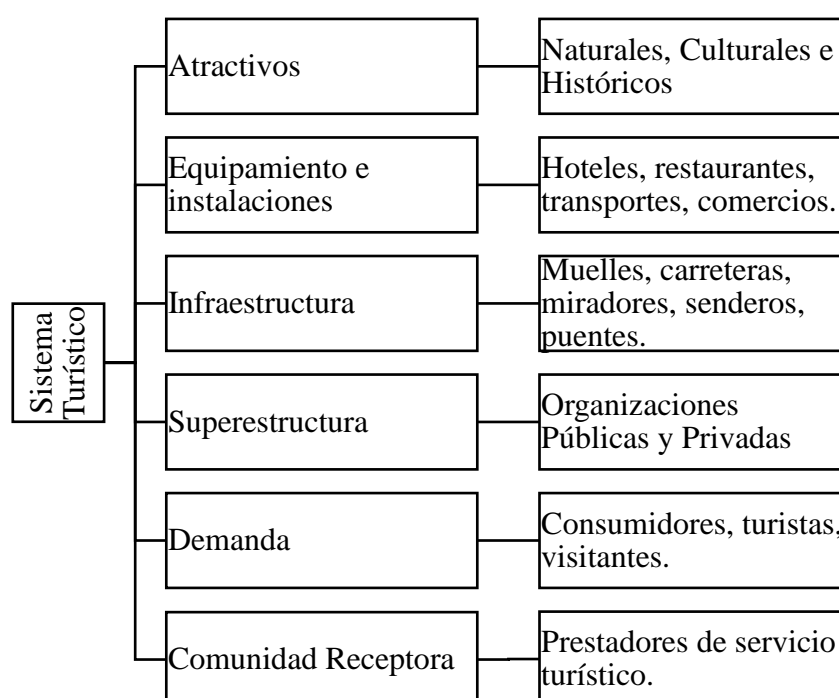 Sistema
Turístico
Atractivos
Naturales, Culturales e
Históricos
Equipamiento e
instalaciones
Hoteles, restaurantes,
transportes, comercios.
Infraestructura
Muelles, carreteras,
miradores, senderos,
puentes.
Superestructura
Organizaciones
Públicas y Privadas
Demanda
Consumidores, turistas,
visitantes.
Comunidad Receptora
Prestadores de servicio
turístico.